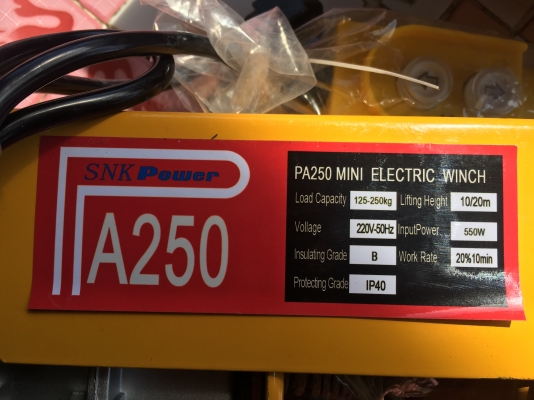 SNK Power
PA250
PA250 MINI ELECTRIC WINCH
Load Capacity 125-250kg Lifting Height 10/20m
Voltage 220V-50Hz InputPower 550W
Insulating Grade B Work Rate 20%10min
Protecting Grade IP40